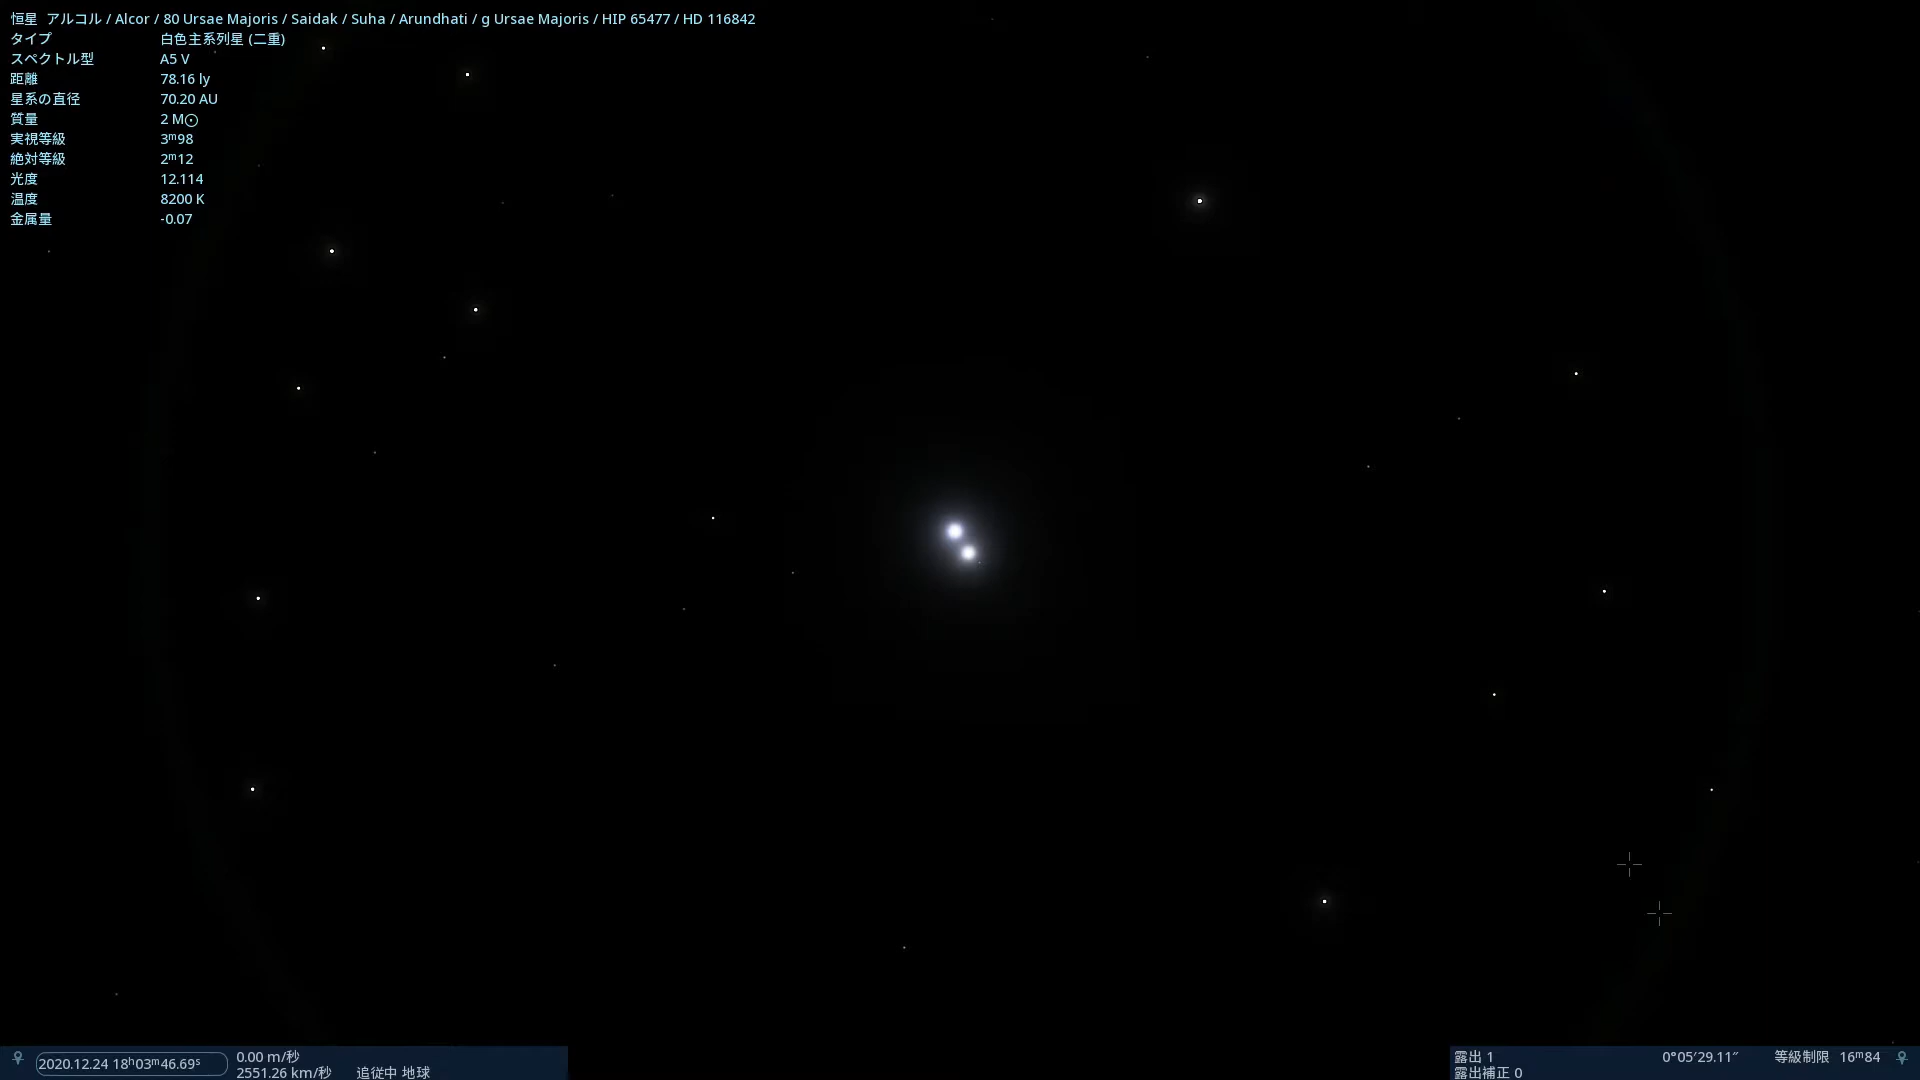 恒星 アルコル / Alcor / 80 Ursae Majoris / Saidak / Suha / Arundhati / g Ursae Majoris / HIP 65477 / HD 116842
タイプ 白色主系列星 (二重)
スペクトル型 A5 V
距離 78.16 ly
星系の直径 70.20 AU
質量 2 M⊙
実視等級 3ᵐ98
絶対等級 2ᵐ12
光度 12.114
温度 8200 K
金属量 -0.07
2020.12.24 18ʰ03ᵐ46.69ˢ
0.00 m/秒
2551.26 km/秒 追従中 地球
露出 1 0°05′29.11″ 等級制限 16ᵐ84
露出補正 0